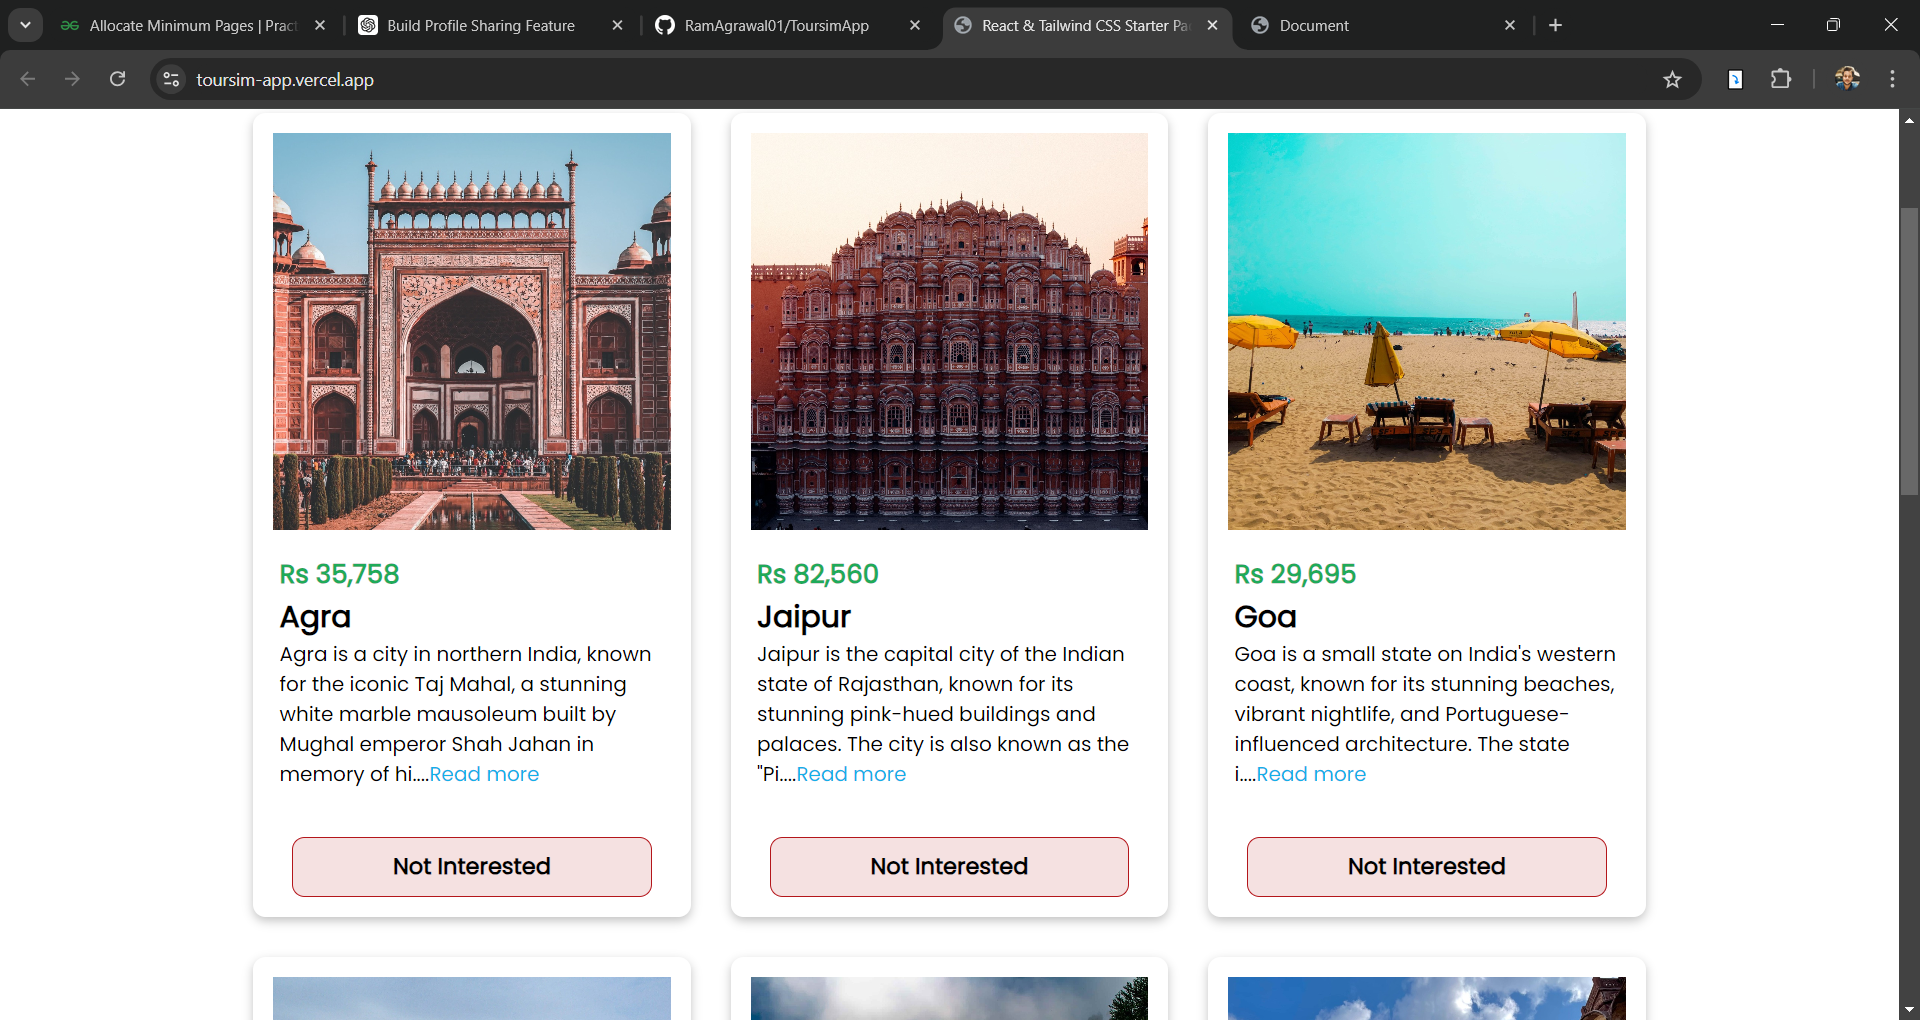 Allocate Minimum Pages | Pract
Build Profile Sharing Feature
RamAgrawal01/ToursimApp
React & Tailwind CSS Starter Pa
Document
toursim-app.vercel.app
Rs 35,758
Agra
Agra is a city in northern India, known
for the iconic Taj Mahal, a stunning
white marble mausoleum built by
Mughal emperor Shah Jahan in
memory of hi....Read more
Not Interested
Rs 82,560
Jaipur
Jaipur is the capital city of the Indian
state of Rajasthan, known for its
stunning pink-hued buildings and
palaces. The city is also known as the
"Pi....Read more
Not Interested
Rs 29,695
Goa
Goa is a small state on India's western
coast, known for its stunning beaches,
vibrant nightlife, and Portuguese-
influenced architecture. The state
i....Read more
Not Interested